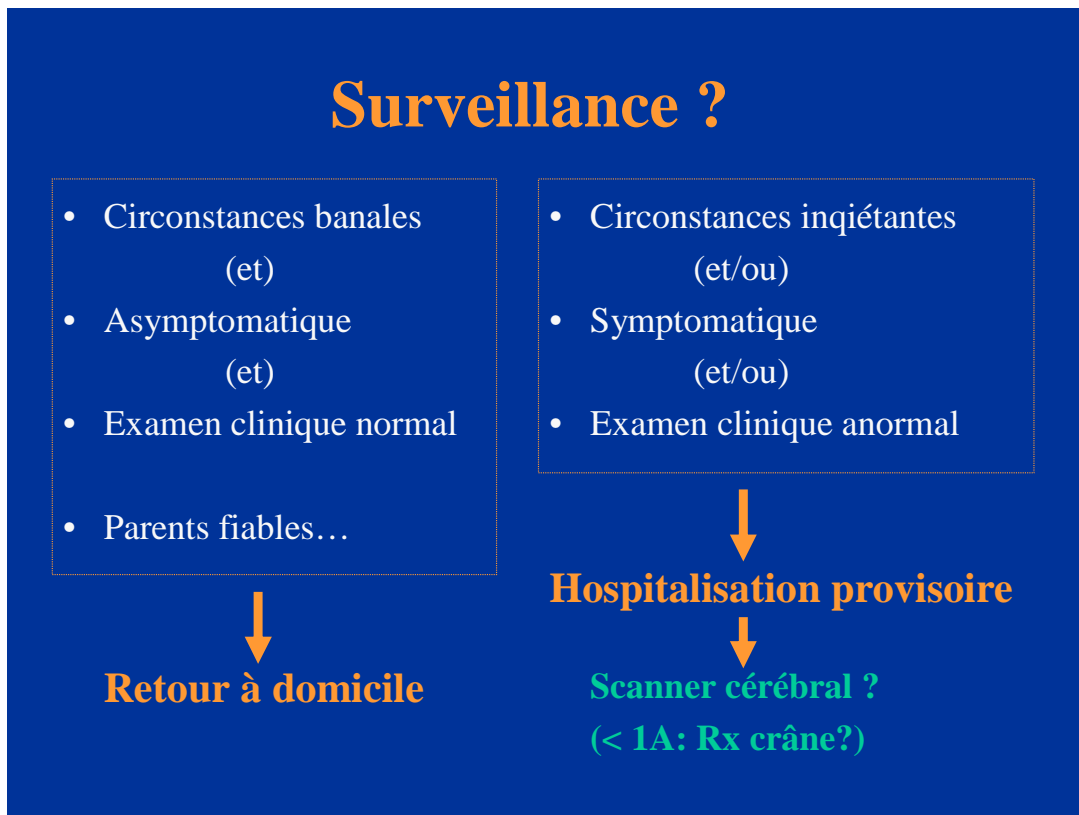 Surveillance ?
• Circonstances banales
(et)
• Asymptomatique
(et)
• Examen clinique normal
• Parents fiables…
Retour à domicile
• Circonstances inqiétantes
(et/ou)
• Symptomatique
(et/ou)
• Examen clinique anormal
Hospitalisation provisoire
Scanner cérébral ?
(< 1A: Rx crâne?)